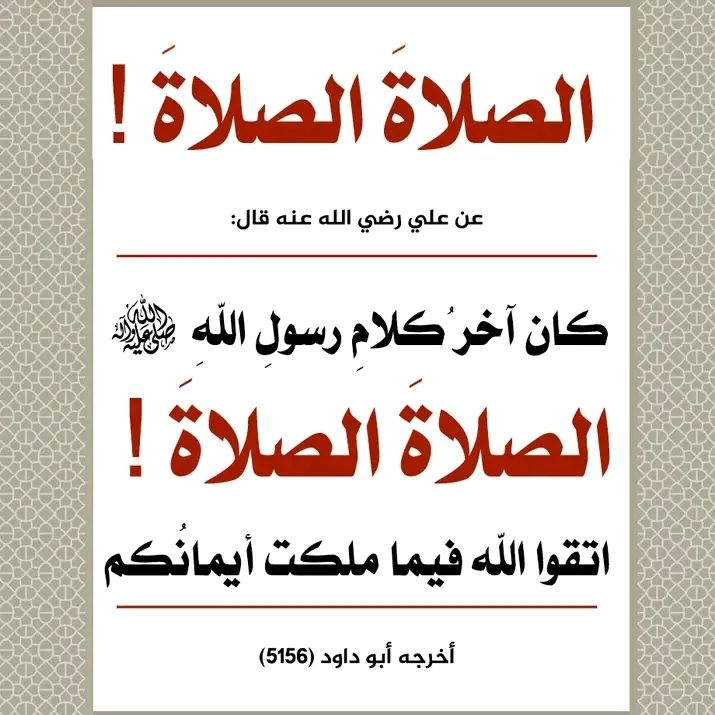 الصلاةَ الصلاةَ !
عن علي رضي الله عنه قال:
كان آخرُ كلامِ رسولِ اللّهِ ﷺ
الصلاةَ الصلاةَ !
اتقوا اللّه فيما ملكت أيمانُكم
أخرجه أبو داود (5156)